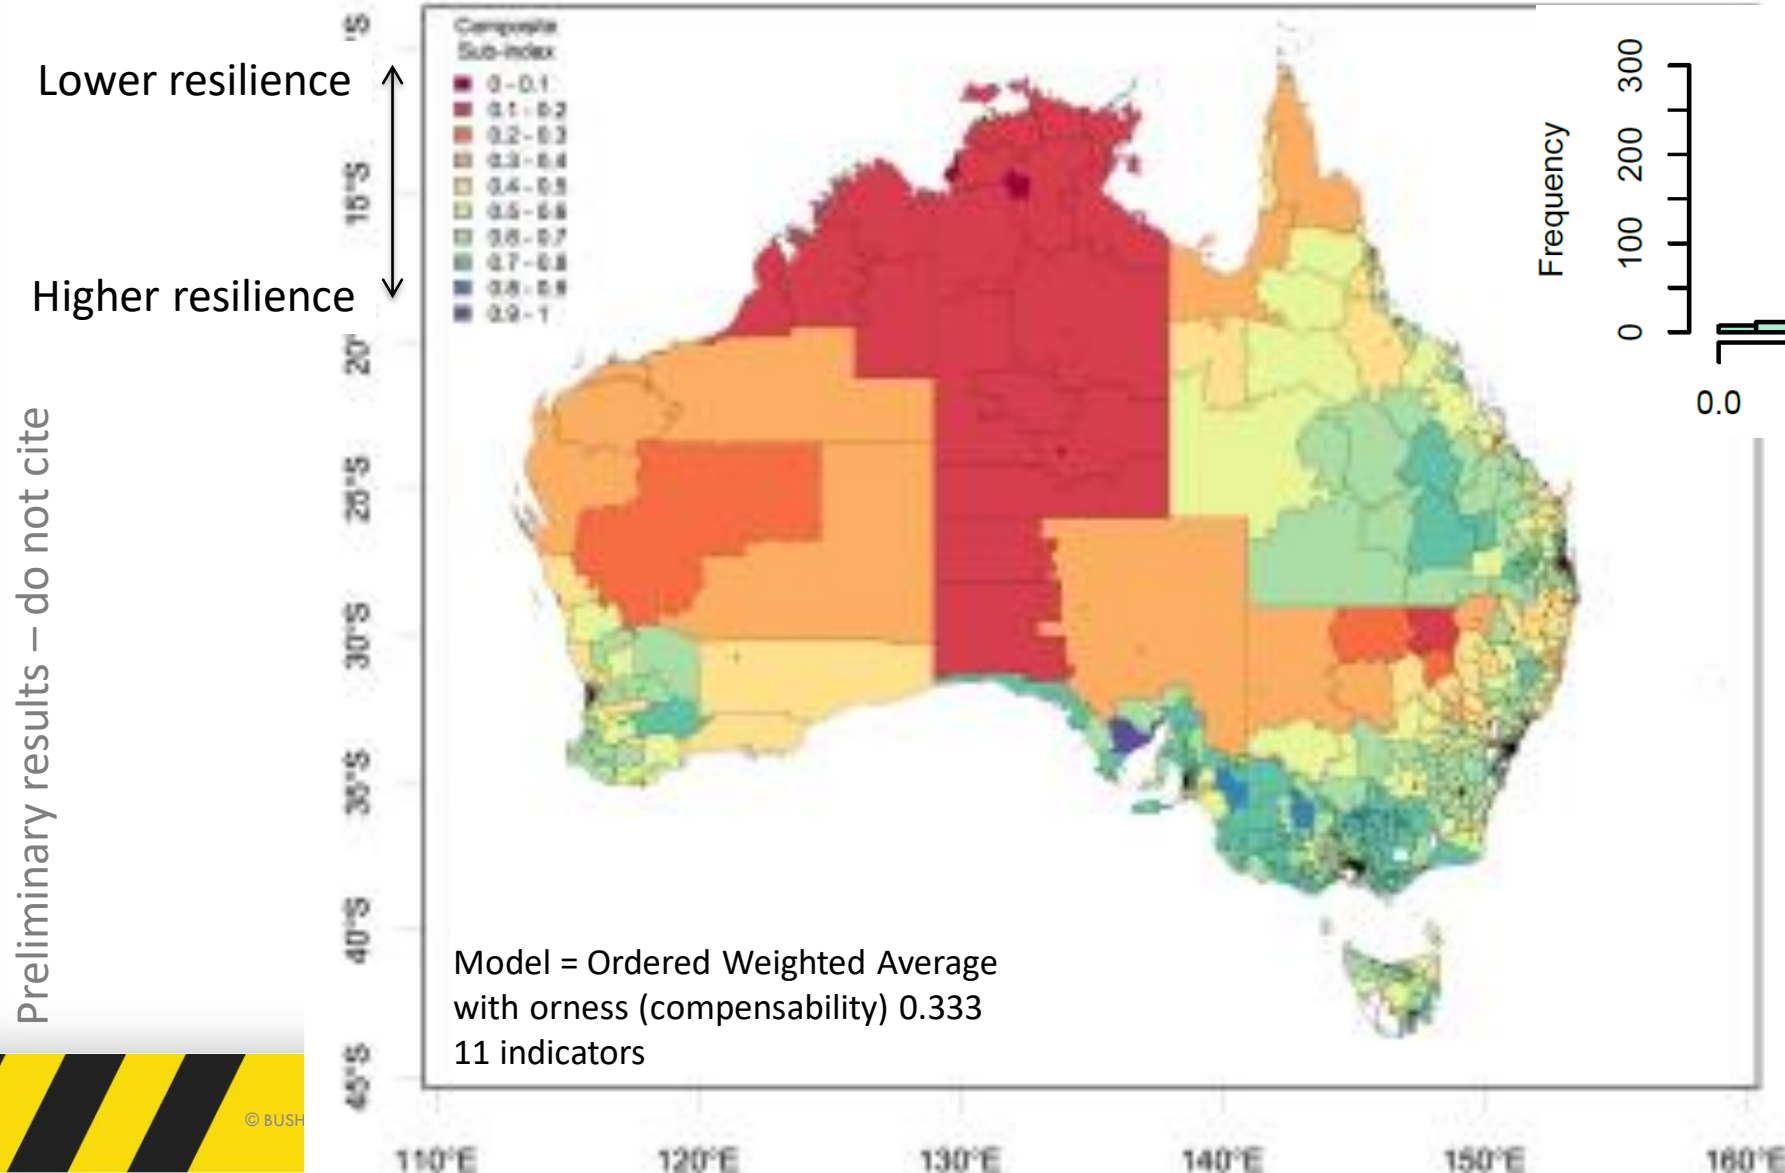 Lower resilience
Higher resilience
Preliminary results – do not cite
Composite
Sub-index
0 - 0.1
0.1 - 0.2
0.2 - 0.3
0.3 - 0.4
0.4 - 0.5
0.5 - 0.6
0.6 - 0.7
0.7 - 0.8
0.8 - 0.9
0.9 - 1
15°S
20°
25°S
30°S
35°S
40°S
45°S
110°E
120°E
130°E
140°E
150°E
160°E
Model = Ordered Weighted Average
with orness (compensability) 0.333
11 indicators
Frequency
300
200
100
0
0.0
© BUSH